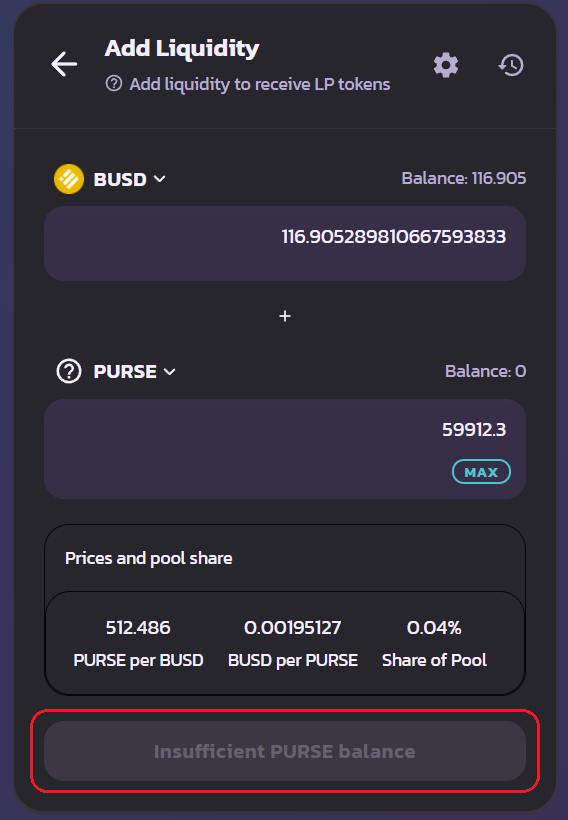 Add Liquidity
Add liquidity to receive LP tokens
BUSD Balance: 116.905
116.905289810667593833
+
PURSE Balance: 0
59912.3
MAX
Prices and pool share
512.486 0.00195127 0.04%
PURSE per BUSD BUSD per PURSE Share of Pool
Insufficient PURSE balance